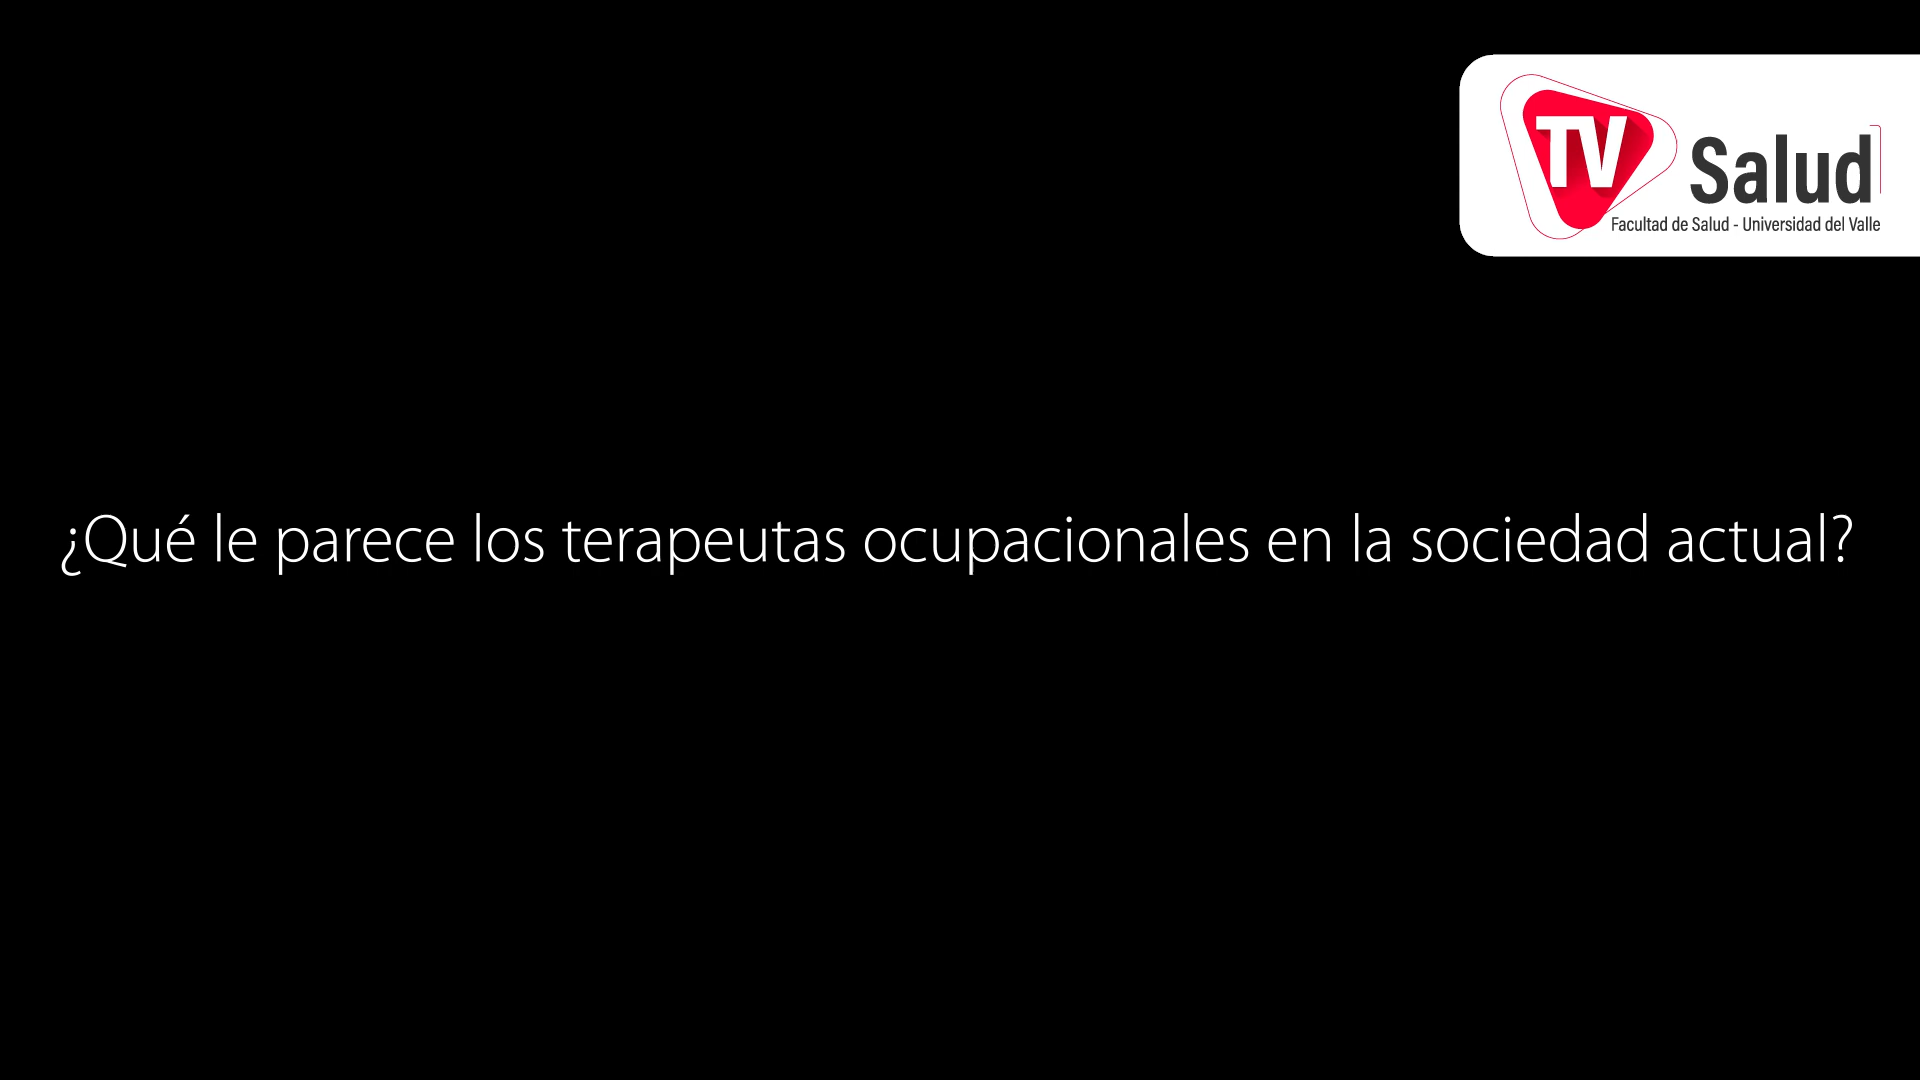 TV Salud
Facultad de Salud - Universidad del Valle
¿Qué le parece los terapeutas ocupacionales en la sociedad actual?